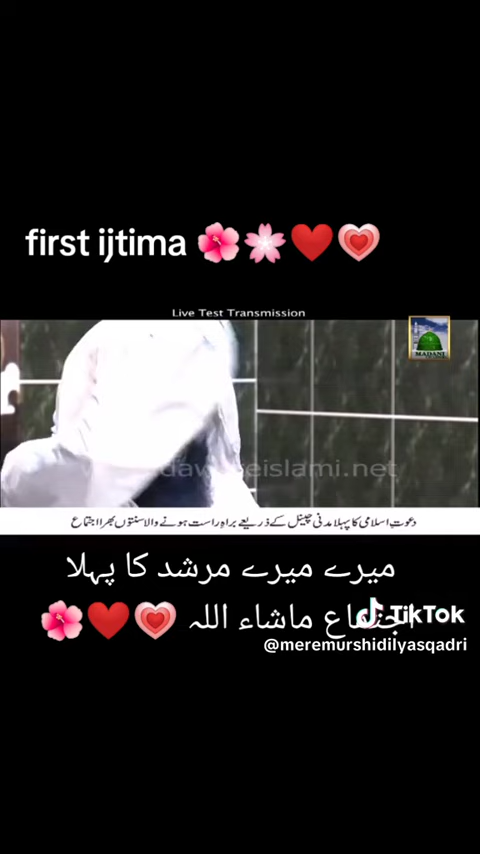 first ijtima 🌺🌸❤️💗
Live Test Transmission
MADANI
dawateislami.net
دعوتِ اسلامی کا پہلا مدنی چینل کے ذریعے براہِ راست ہونے والا سنتوں بھرا اجتماع
میرے میرے مرشد کا پہلا
اجتماع ماشاء اللہ 💗❤️🌺
TikTok
@meremurshidilyasqadri